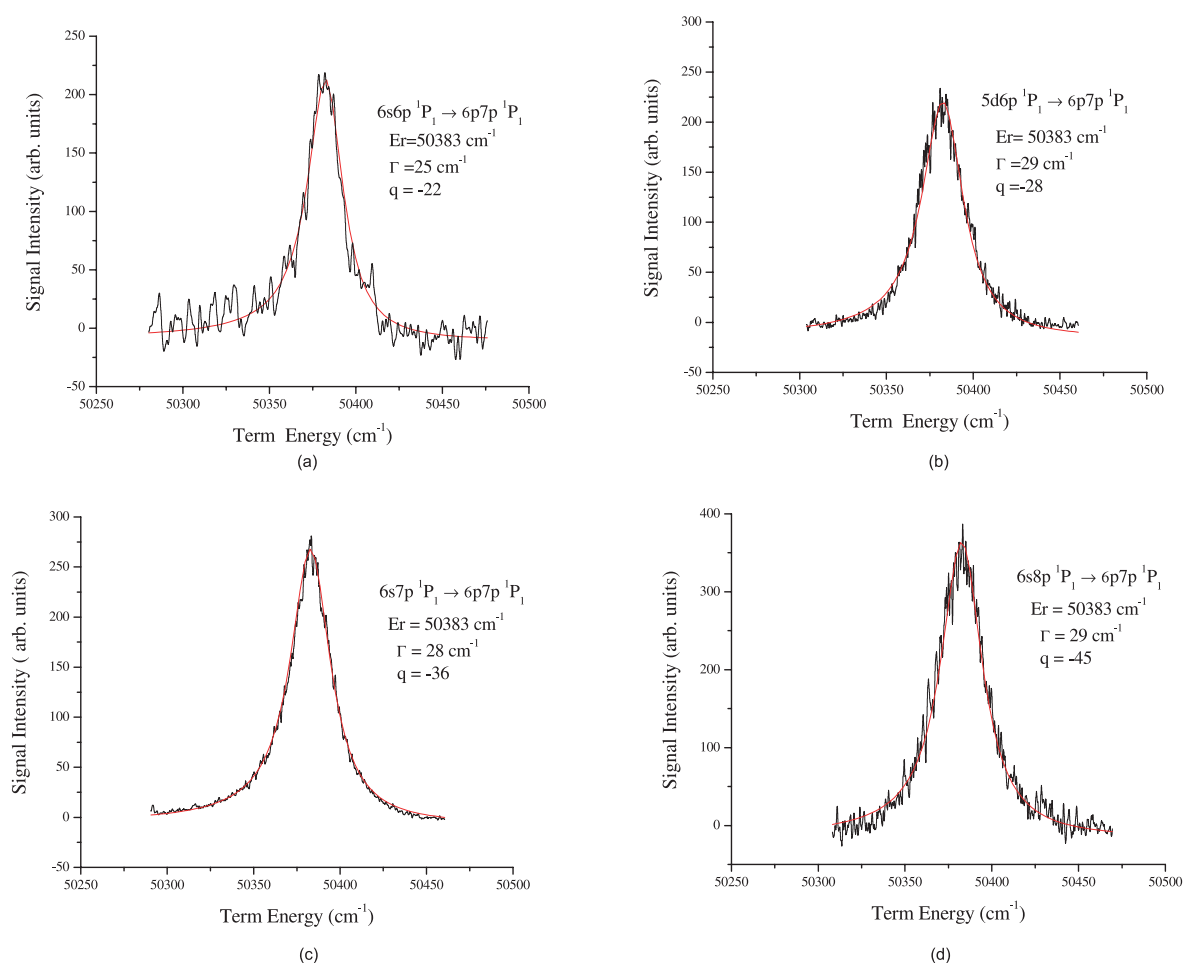 250
200
150
100
50
0
-50
Signal Intensity (arb. units)
6s6p ¹P₁ → 6p7p ¹P₁
Er=50383 cm⁻¹
Γ =25 cm⁻¹
q = -22
50250 50300 50350 50400 50450 50500
Term Energy (cm⁻¹)
(a)
300
250
200
150
100
50
0
-50
Signal Intensity (arb. units)
5d6p ¹P₁ → 6p7p ¹P₁
Er= 50383 cm⁻¹
Γ = 29 cm⁻¹
q =-28
50250 50300 50350 50400 50450 50500
Term Energy (cm⁻¹)
(b)
300
250
200
150
100
50
0
-50
Signal Intensity ( arb. units)
6s7p ¹P₁ → 6p7p ¹P₁
Er = 50383 cm⁻¹
Γ = 28 cm⁻¹
q = -36
50250 50300 50350 50400 50450 50500
Term Energy (cm⁻¹)
(c)
400
300
200
100
0
Signal Intensity (arb. units)
6s8p ¹P₁ → 6p7p ¹P₁
Er = 50383 cm⁻¹
Γ = 29 cm⁻¹
q = -45
50250 50300 50350 50400 50450 50500
Term Energy (cm⁻¹)
(d)